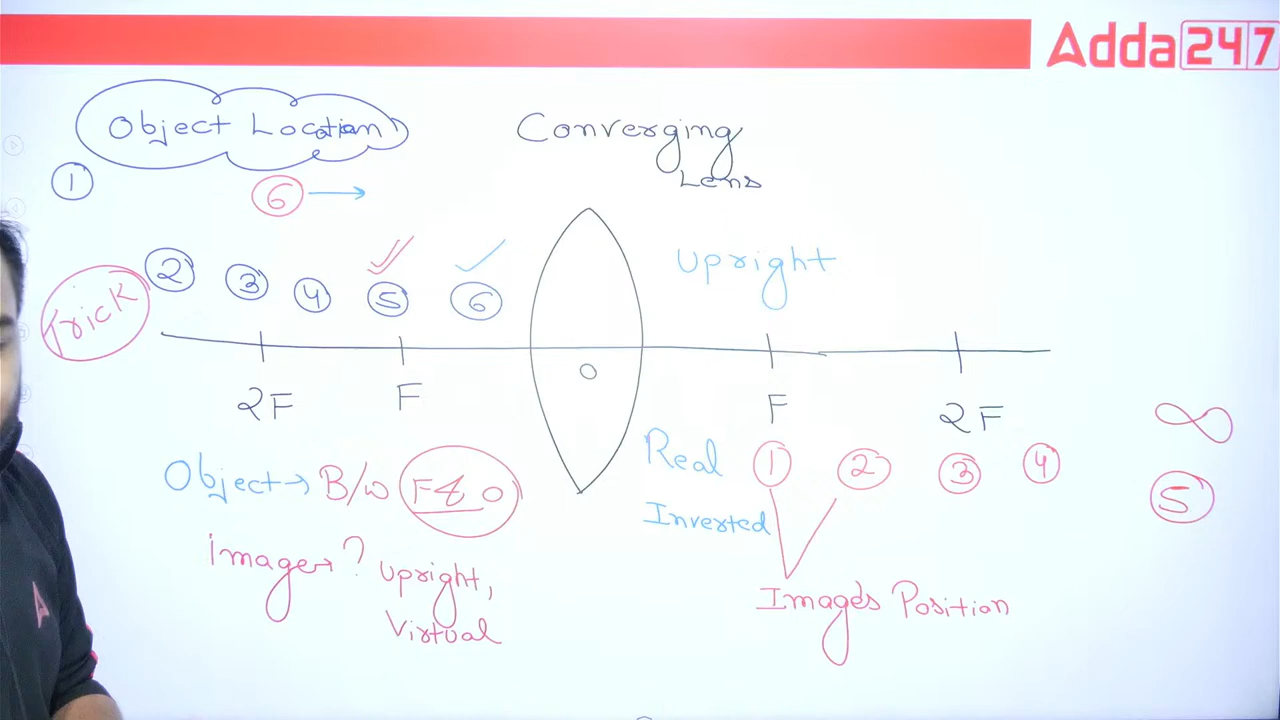 Adda247
Object Location
Converging
Lens
1
6 →
Upright
Trick
2 3 4 5 6
O
2F F F 2F
∞
Real 1 2 3 4
5
Object → B/w F & O
Inverted
Image → ? Upright,
Virtual
Image's Position